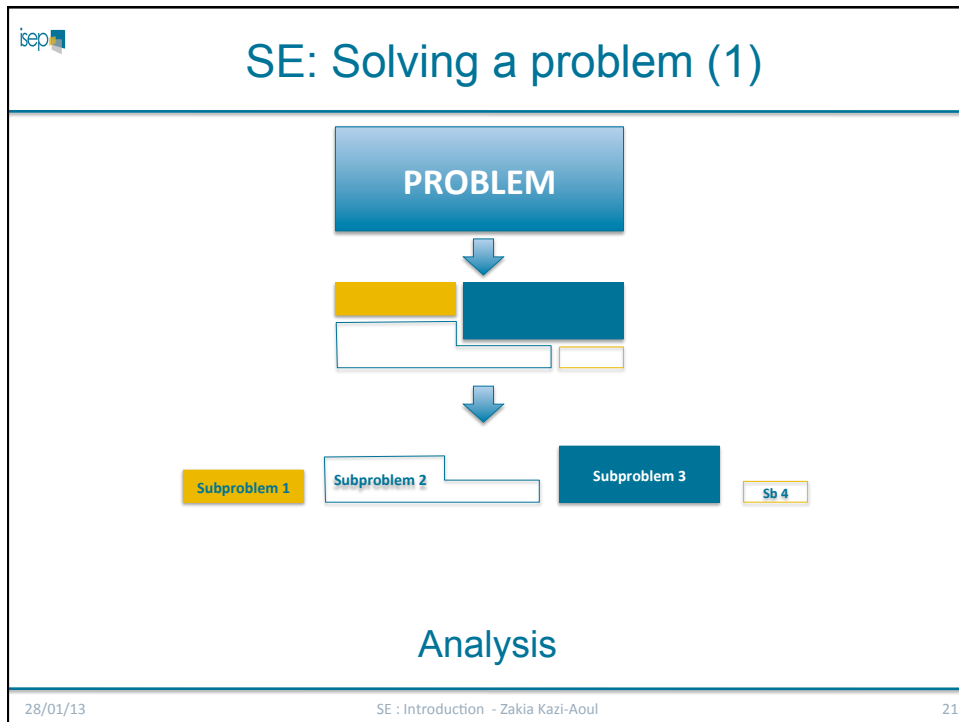 isep
SE: Solving a problem (1)
PROBLEM
Subproblem 1
Subproblem 2
Subproblem 3
Sb 4
Analysis
28/01/13
SE : Introduction - Zakia Kazi-Aoul
21